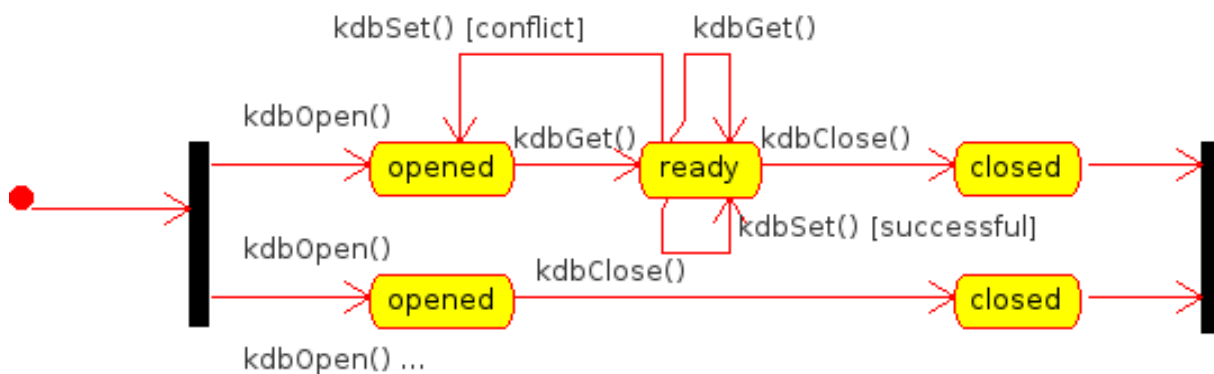 kdbSet() [conflict]
kdbGet()
kdbOpen()
kdbGet()
kdbClose()
opened
ready
closed
kdbSet() [successful]
kdbOpen()
kdbClose()
opened
closed
kdbOpen() ...